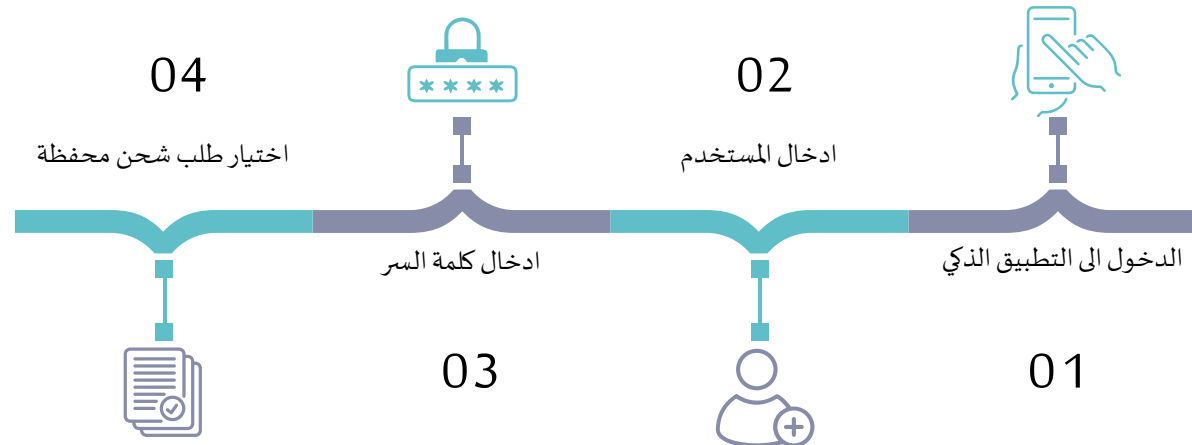 01
الدخول الى التطبيق الذكي
02
ادخال المستخدم
03
ادخال كلمة السر
04
اختيار طلب شحن محفظة